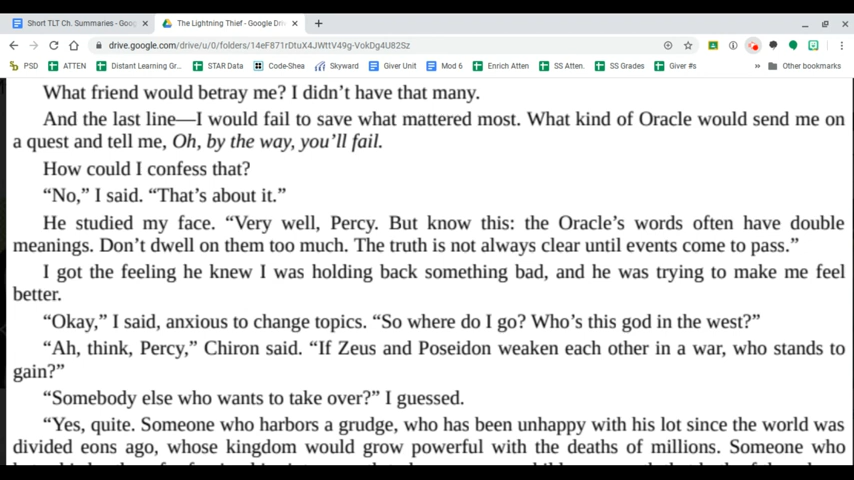 Short TLT Ch. Summaries - Goog
The Lightning Thief - Google Driv
drive.google.com/drive/u/0/folders/14eF871rDtuX4JWttV49g-VokDg4U82Sz
PSD
ATTEN
Distant Learning Gr...
STAR Data
Code-Shea
Skyward
Giver Unit
Mod 6
Enrich Atten
SS Atten.
SS Grades
Giver #s
Other bookmarks
What friend would betray me? I didn't have that many.
And the last line—I would fail to save what mattered most. What kind of Oracle would send me on
a quest and tell me, Oh, by the way, you'll fail.
How could I confess that?
"No," I said. "That's about it."
He studied my face. "Very well, Percy. But know this: the Oracle's words often have double
meanings. Don't dwell on them too much. The truth is not always clear until events come to pass."
I got the feeling he knew I was holding back something bad, and he was trying to make me feel
better.
"Okay," I said, anxious to change topics. "So where do I go? Who's this god in the west?"
"Ah, think, Percy," Chiron said. "If Zeus and Poseidon weaken each other in a war, who stands to
gain?"
"Somebody else who wants to take over?" I guessed.
"Yes, quite. Someone who harbors a grudge, who has been unhappy with his lot since the world was
divided eons ago, whose kingdom would grow powerful with the deaths of millions. Someone who